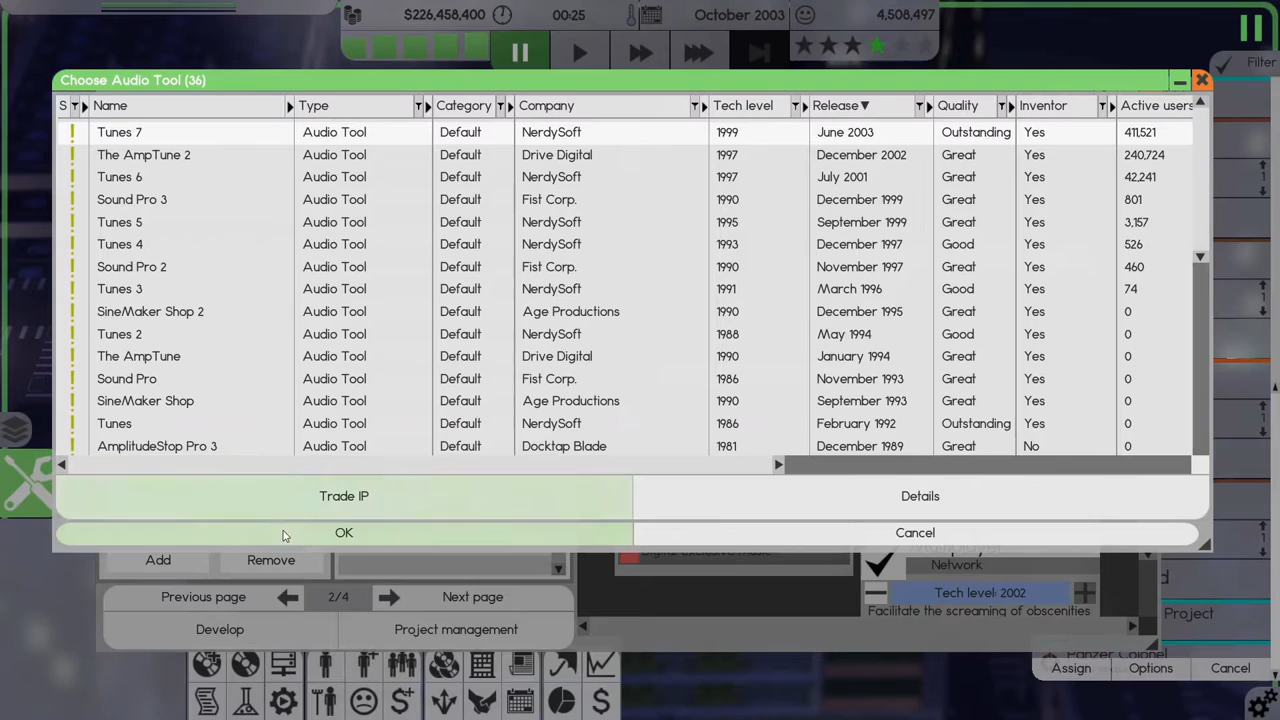 $226,458,400 00:25 October 2003 4,508,497
Filter
Choose Audio Tool (36)
S Name Type Category Company Tech level Release Quality Inventor Active users
Tunes 7 Audio Tool Default NerdySoft 1999 June 2003 Outstanding Yes 411,521
The AmpTune 2 Audio Tool Default Drive Digital 1997 December 2002 Great Yes 240,724
Tunes 6 Audio Tool Default NerdySoft 1997 July 2001 Great Yes 42,241
Sound Pro 3 Audio Tool Default Fist Corp. 1990 December 1999 Great Yes 801
Tunes 5 Audio Tool Default NerdySoft 1995 September 1999 Great Yes 3,157
Tunes 4 Audio Tool Default NerdySoft 1993 December 1997 Good Yes 526
Sound Pro 2 Audio Tool Default Fist Corp. 1990 November 1997 Great Yes 460
Tunes 3 Audio Tool Default NerdySoft 1991 March 1996 Good Yes 74
SineMaker Shop 2 Audio Tool Default Age Productions 1990 December 1995 Great Yes 0
Tunes 2 Audio Tool Default NerdySoft 1988 May 1994 Good Yes 0
The AmpTune Audio Tool Default Drive Digital 1990 January 1994 Great Yes 0
Sound Pro Audio Tool Default Fist Corp. 1986 November 1993 Great Yes 0
SineMaker Shop Audio Tool Default Age Productions 1990 September 1993 Great Yes 0
Tunes Audio Tool Default NerdySoft 1986 February 1992 Outstanding Yes 0
AmplitudeStop Pro 3 Audio Tool Default Docktap Blade 1981 December 1989 Great No 0
Trade IP Details
OK Cancel
Add Remove Network
Previous page 2/4 Next page Tech level: 2002
Facilitate the screaming of obscenities
Project
Develop Project management
Panzer Colonel
Assign Options Cancel